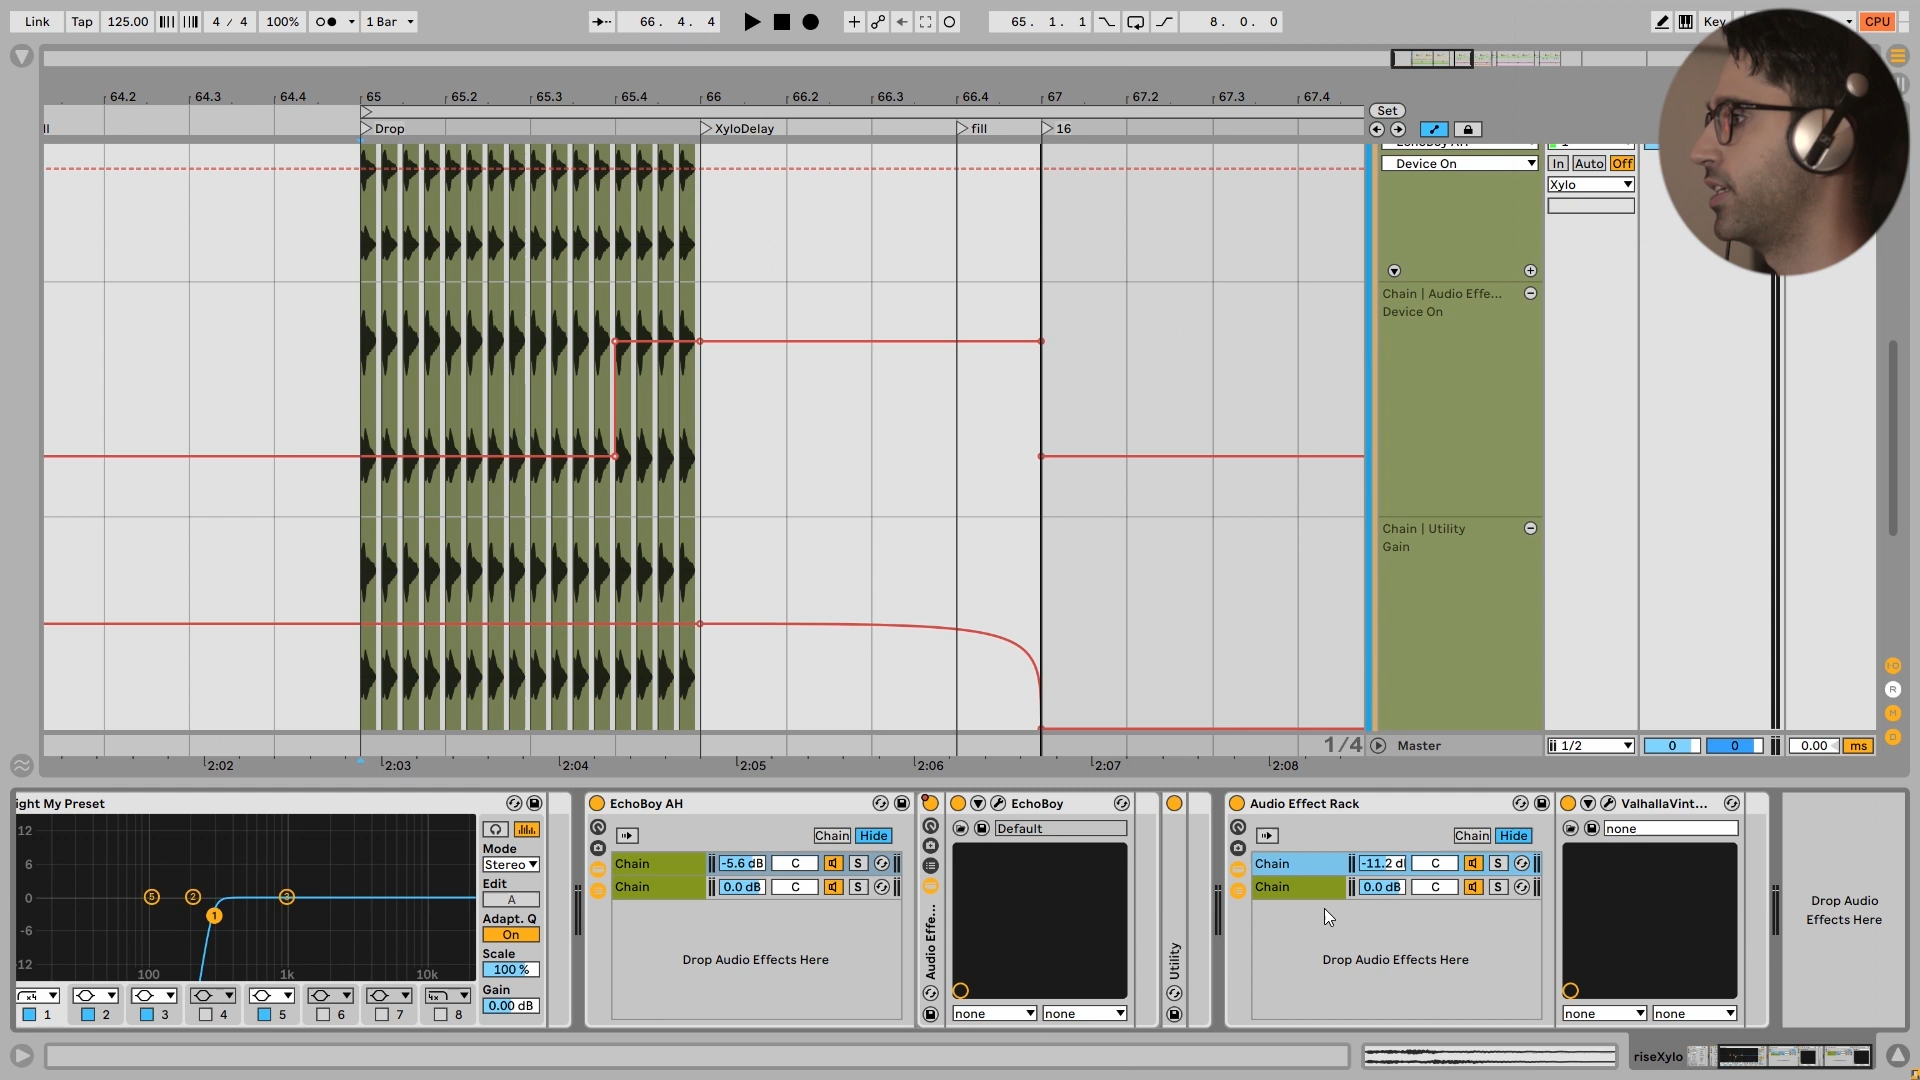 Link Tap 125.00 4 / 4 100% 1 Bar 66. 4. 4 65. 1. 1 8. 0. 0 Key CPU
64.2 64.3 64.4 65 65.2 65.3 65.4 66 66.2 66.3 66.4 67 67.2 67.3 67.4
Set
ll Drop XyloDelay fill 16
Device On In Auto Off
Xylo
Chain | Audio Effe...
Device On
Chain | Utility
Gain
1/4 Master 1/2 0 0 0.00 ms
2:02 2:03 2:04 2:05 2:06 2:07 2:08
I·O
R
M
D
ight My Preset
12
6
0
-6
-12
100 1k 10k
5 2 1 3
Mode
Stereo
Edit
A
Adapt. Q
On
Scale
100 %
Gain
0.00 dB
x4 x4
1 2 3 4 5 6 7 8
EchoBoy AH
Chain Hide
Chain -5.6 dB C S
Chain 0.0 dB C S
Drop Audio Effects Here
Audio Effe...
EchoBoy
Default
none none
Utility
Audio Effect Rack
Chain Hide
Chain -11.2 d C S
Chain 0.0 dB C S
Drop Audio Effects Here
ValhallaVint...
none
none none
Drop Audio
Effects Here
riseXylo